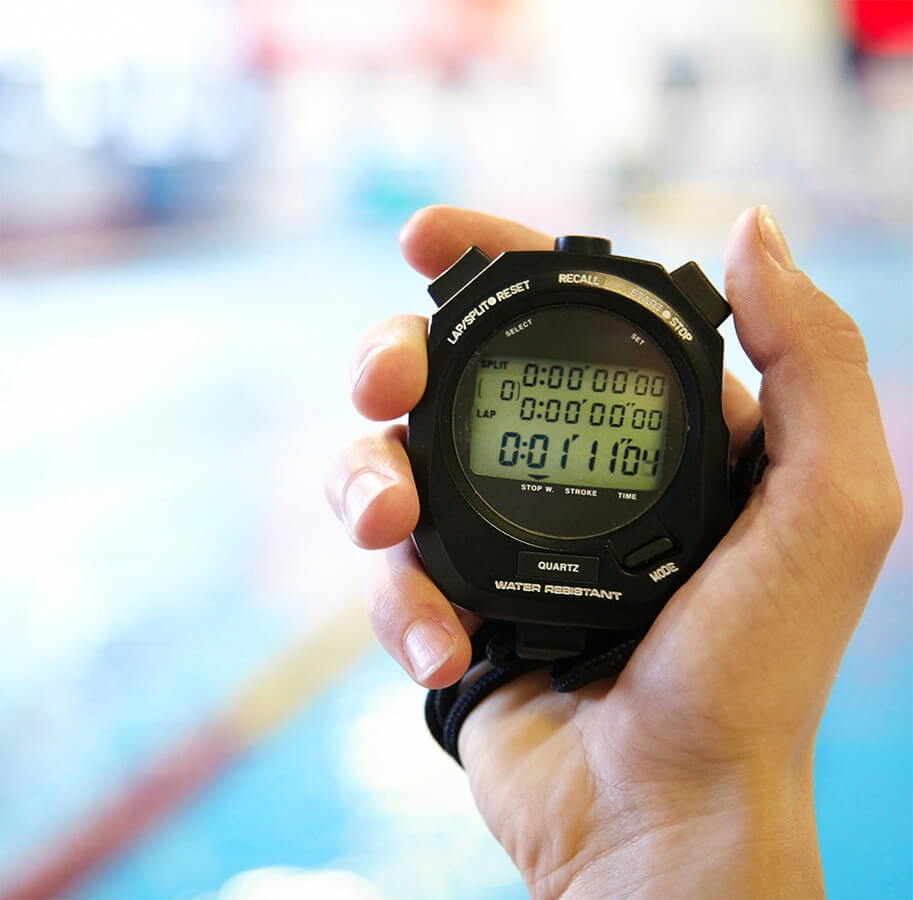 RECALL
LAP/SPLIT●RESET
START●STOP
SELECT
SET
SPLIT
(0) 0:00'00"00
LAP 0:00'00"00
0:01'11"04
STOP W. STROKE TIME
QUARTZ
MODE
WATER RESISTANT